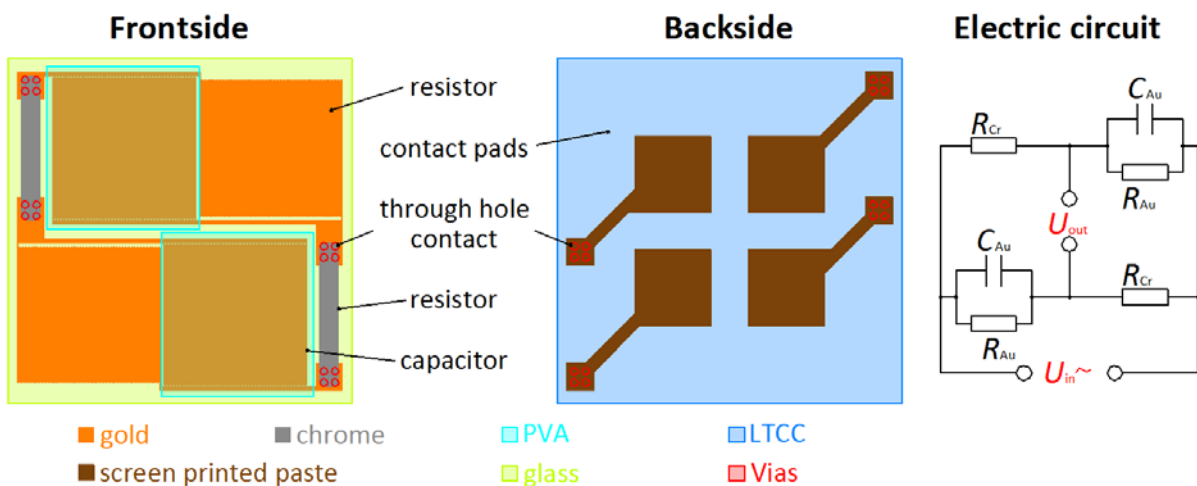 Frontside
Backside
Electric circuit
resistor
contact pads
through hole
contact
resistor
capacitor
C Au
R Cr
R Au
U out
C Au
R Cr
R Au
U in ~
gold
chrome
PVA
LTCC
screen printed paste
glass
Vias